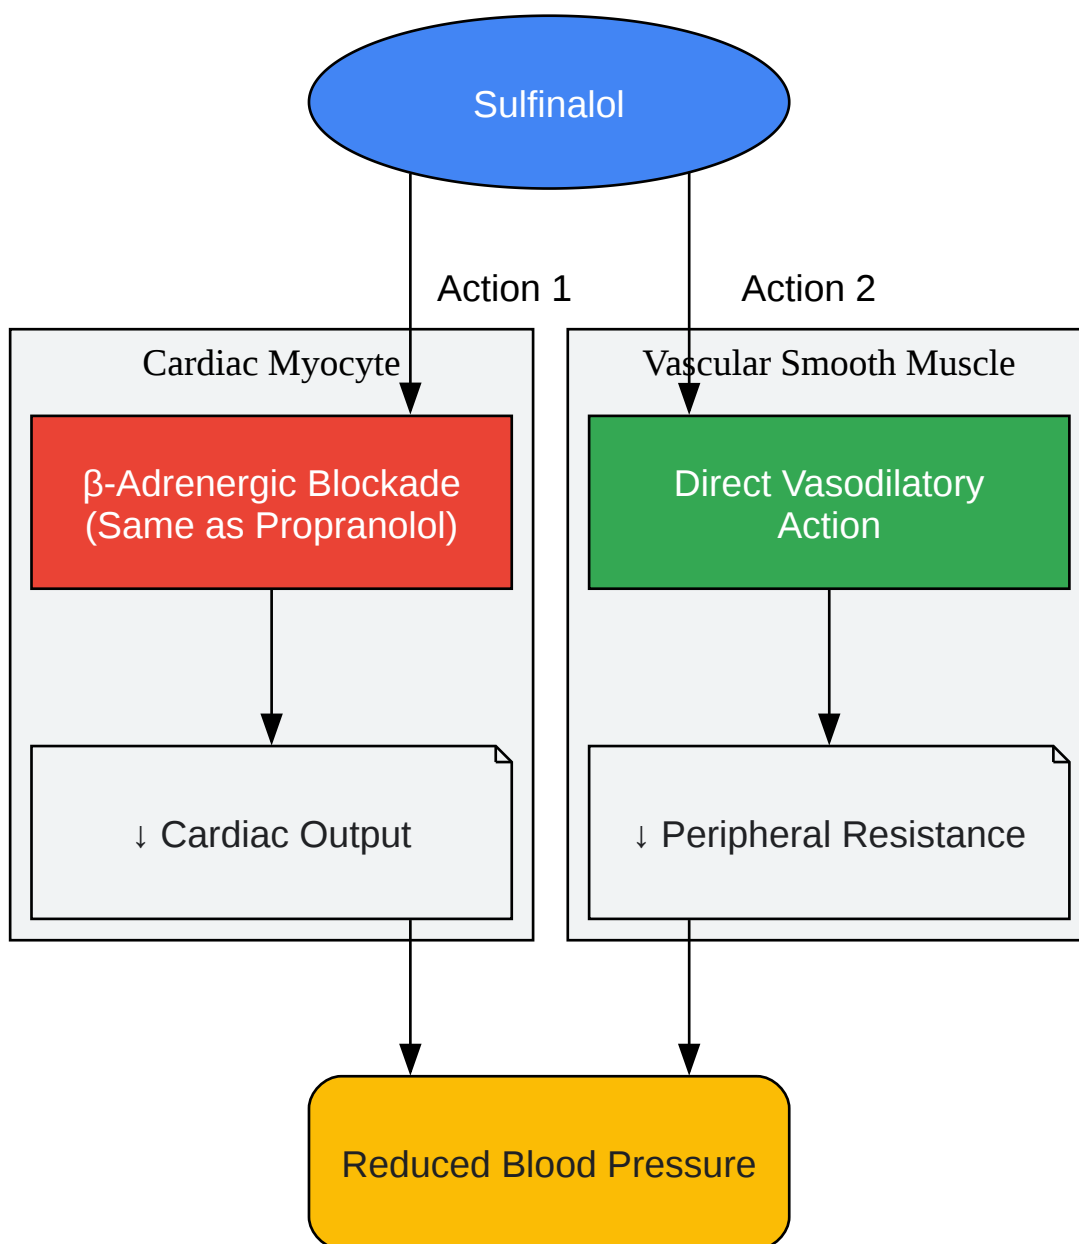 Sulfinalol
Action 1
Action 2
Cardiac Myocyte
Vascular Smooth Muscle
β-Adrenergic Blockade
(Same as Propranolol)
Direct Vasodilatory
Action
↓ Cardiac Output
↓ Peripheral Resistance
Reduced Blood Pressure